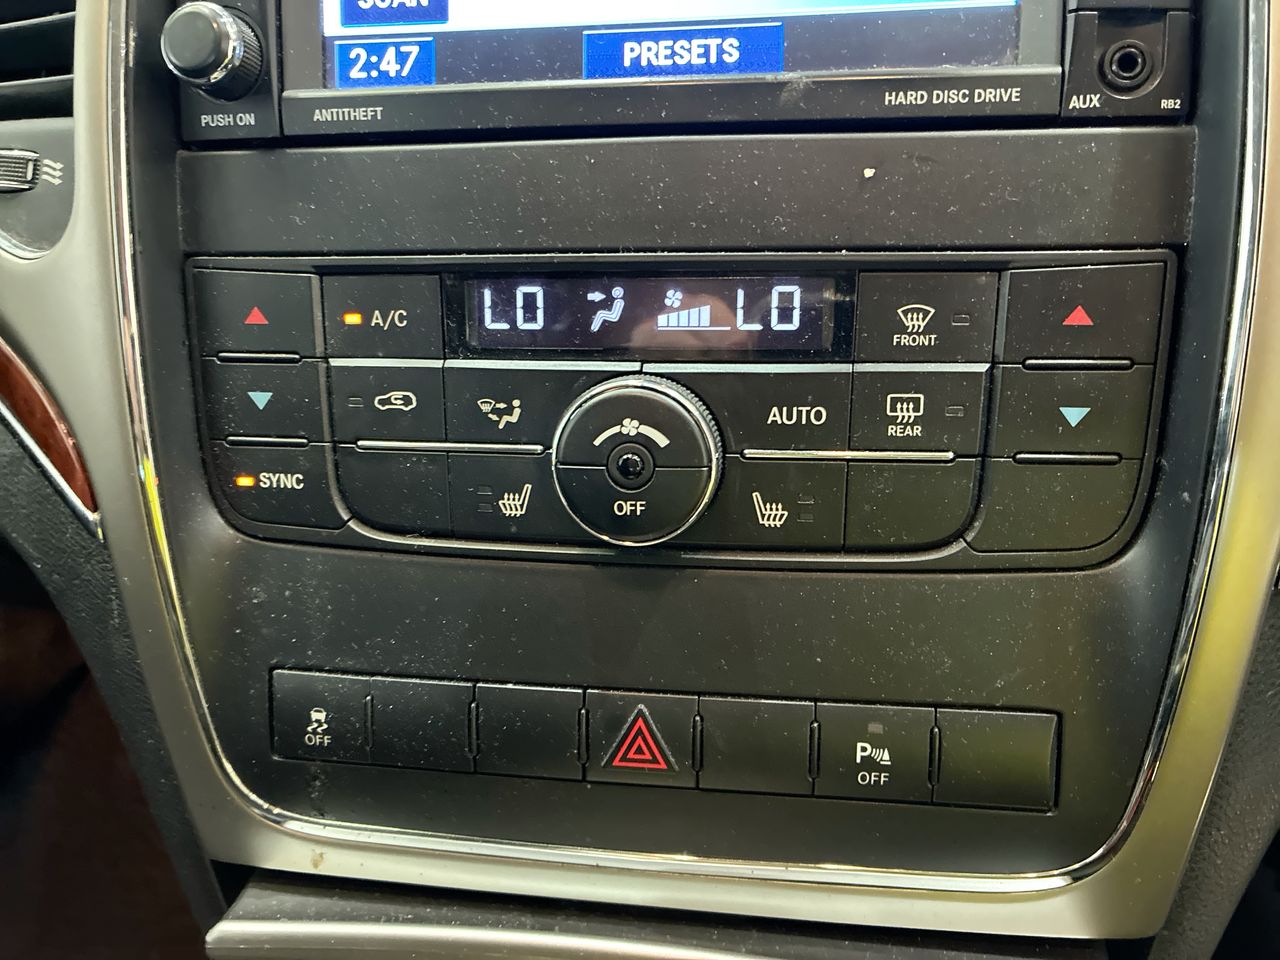 SCAN
2:47
PRESETS
PUSH ON
ANTITHEFT
HARD DISC DRIVE
AUX
RB2
A/C
LO
LO
FRONT
AUTO
REAR
SYNC
OFF
OFF
P
OFF